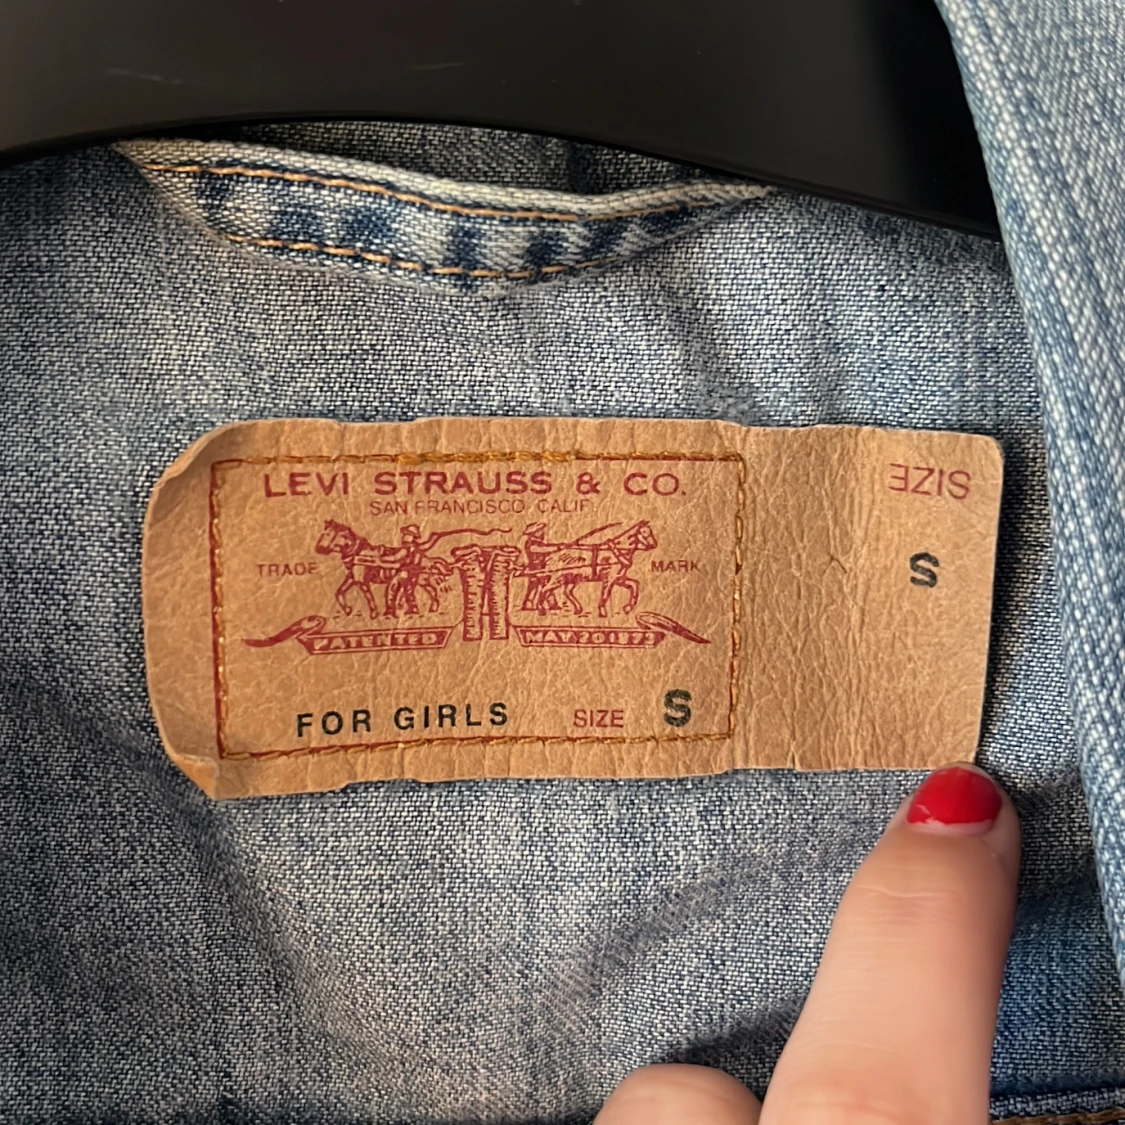 LEVI STRAUSS & CO.
SAN FRANCISCO, CALIF.
TRADE MARK
PATENTED MAY 20 1873
FOR GIRLS SIZE S
SIZE
S